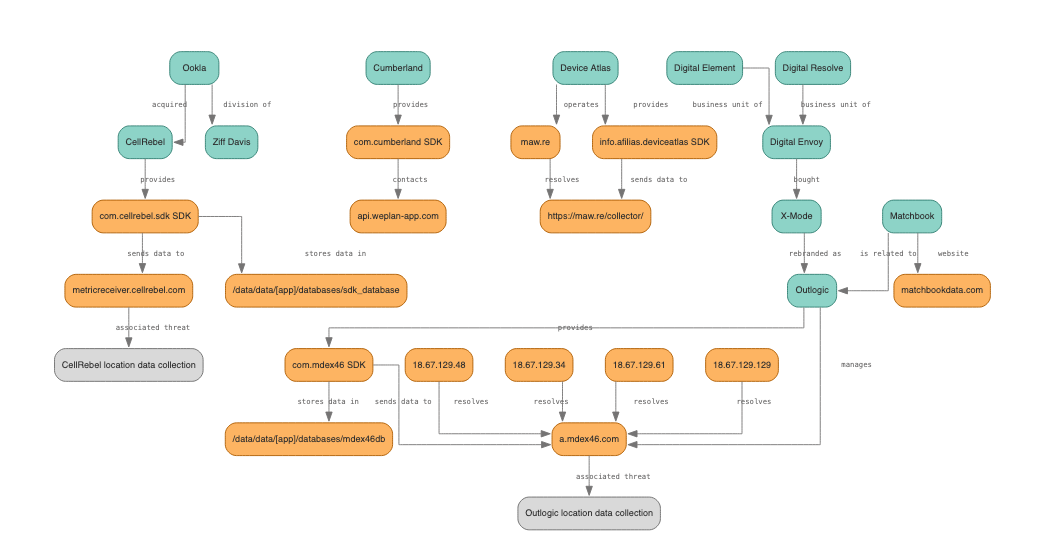 Ookla
Cumberland
Device Atlas
Digital Element
Digital Resolve
acquired
division of
provides
operates
provides
business unit of
business unit of
CellRebel
Ziff Davis
com.cumberland SDK
maw.re
info.afilias.deviceatlas SDK
Digital Envoy
provides
contacts
resolves
sends data to
bought
com.cellrebel.sdk SDK
api.weplan-app.com
https://maw.re/collector/
X-Mode
Matchbook
sends data to
stores data in
rebranded as
is related to
website
metricreceiver.cellrebel.com
/data/data/[app]/databases/sdk_database
Outlogic
matchbookdata.com
associated threat
provides
CellRebel location data collection
com.mdex46 SDK
18.67.129.48
18.67.129.34
18.67.129.61
18.67.129.129
manages
stores data in
sends data to
resolves
resolves
resolves
resolves
/data/data/[app]/databases/mdex46db
a.mdex46.com
associated threat
Outlogic location data collection